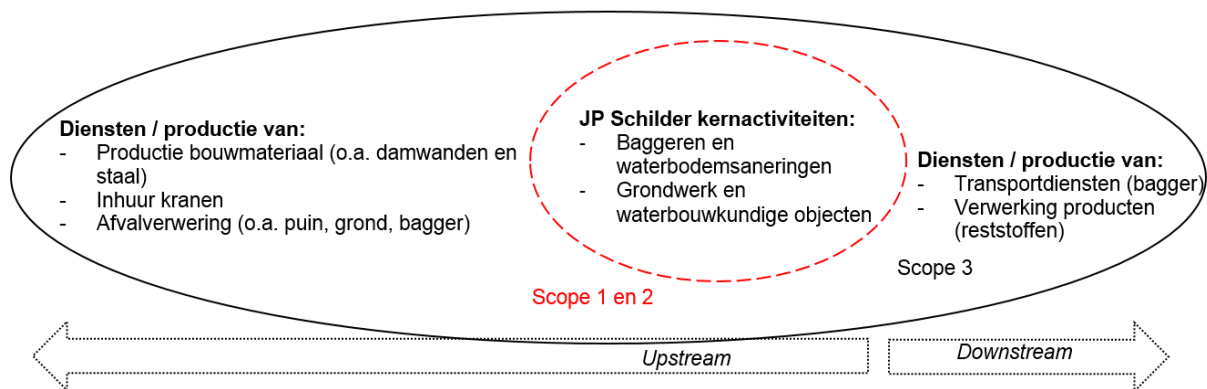 Diensten / productie van:
- Productie bouwmateriaal (o.a. damwanden en
staal)
- Inhuur kranen
- Afvalverwering (o.a. puin, grond, bagger)
JP Schilder kernactiviteiten:
- Baggeren en
waterbodemsaneringen
- Grondwerk en
waterbouwkundige objecten
Diensten / productie van:
- Transportdiensten (bagger)
- Verwerking producten
(reststoffen)
Scope 3
Scope 1 en 2
Upstream
Downstream